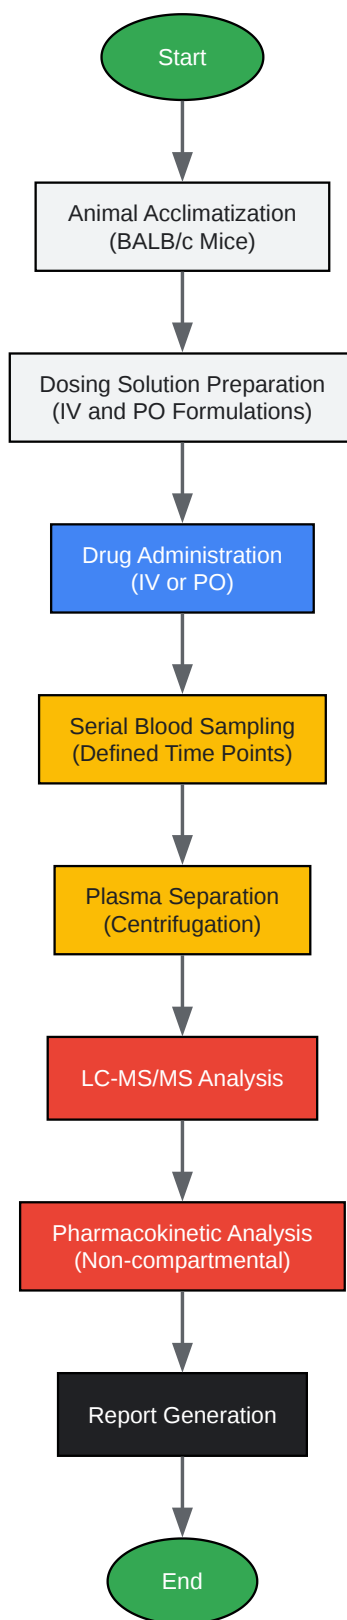 Start
Animal Acclimatization
(BALB/c Mice)
Dosing Solution Preparation
(IV and PO Formulations)
Drug Administration
(IV or PO)
Serial Blood Sampling
(Defined Time Points)
Plasma Separation
(Centrifugation)
LC-MS/MS Analysis
Pharmacokinetic Analysis
(Non-compartmental)
Report Generation
End